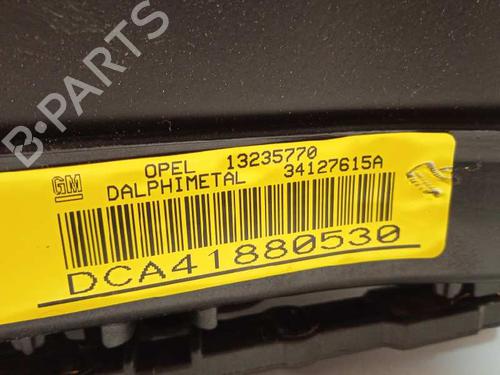 B-PARTS
GM
OPEL 13235770
DALPHIMETAL 34127615A
DCA41880530